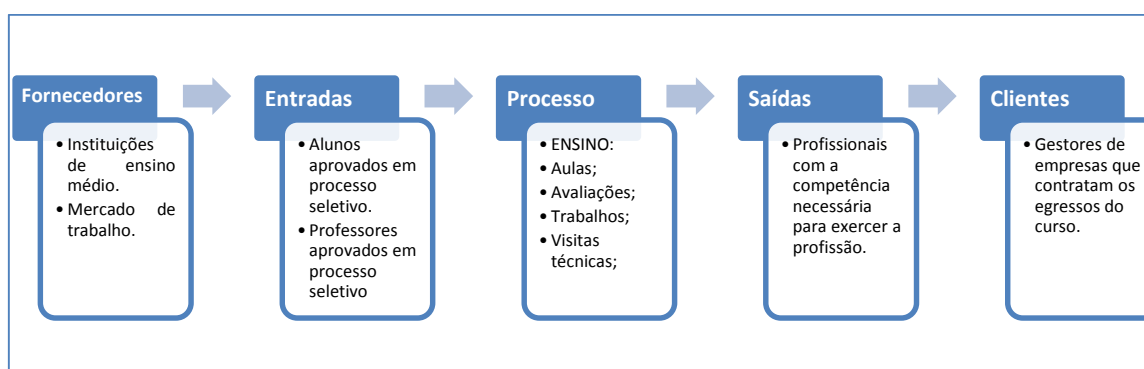 Fornecedores
• Instituições
de ensino
médio.
• Mercado de
trabalho.
Entradas
• Alunos
aprovados em
processo
seletivo.
• Professores
aprovados em
processo
seletivo
Processo
• ENSINO:
• Aulas;
• Avaliações;
• Trabalhos;
• Visitas
técnicas;
Saídas
• Profissionais
com a
competência
necessária
para exercer a
profissão.
Clientes
• Gestores de
empresas que
contratam os
egressos do
curso.